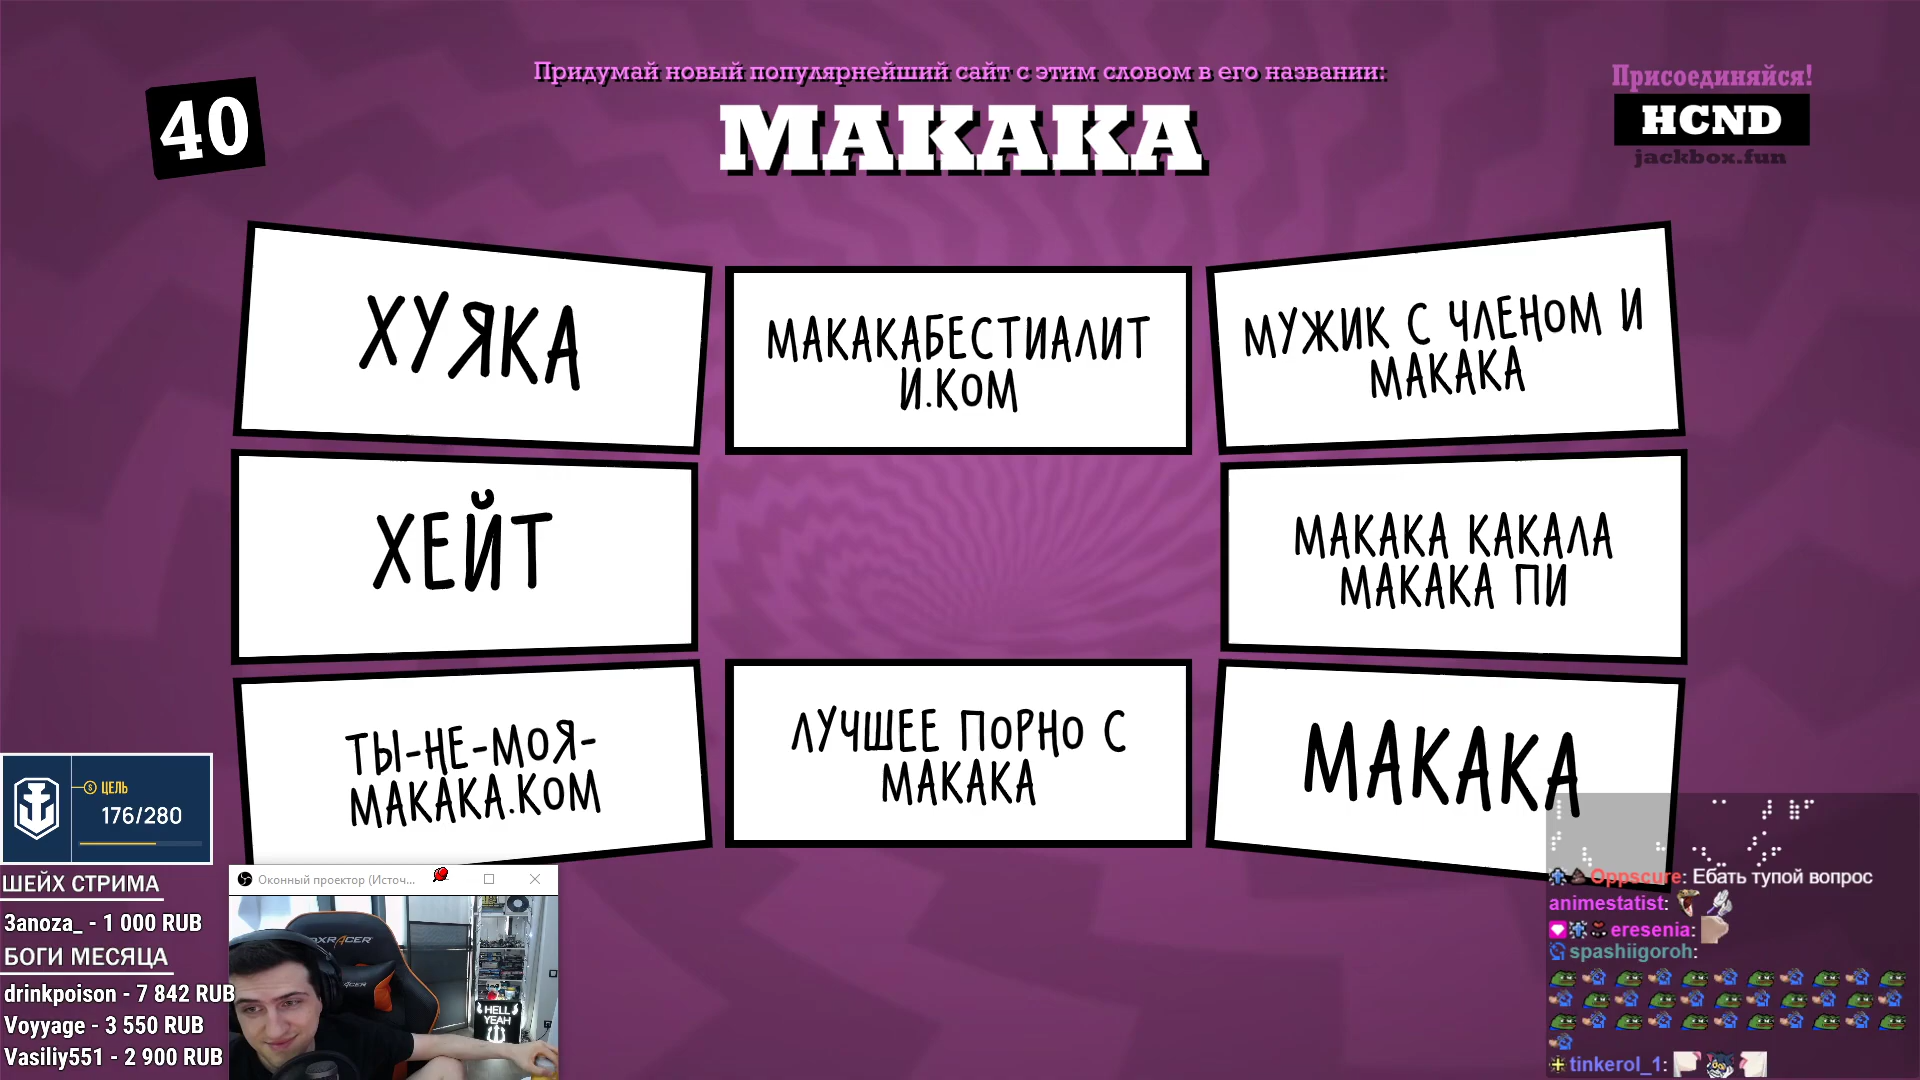 Придумай новый популярнейший сайт с этим словом в его названии:
МАКАКА
40
Присоединяйся!
HCND
jackbox.fun
ХУЯКА
МАКАКАБЕСТИАЛИТ
И.КОМ
МУЖИК С ЧЛЕНОМ И
МАКАКА
ХЕЙТ
МАКАКА КАКАЛА
МАКАКА ПИ
ТЫ-НЕ-МОЯ-
МАКАКА.КОМ
ЛУЧШЕЕ ПОРНО С
МАКАКА
МАКАКА
ЦЕЛЬ
176/280
ШЕЙХ СТРИМА
3anoza_ - 1 000 RUB
БОГИ МЕСЯЦА
drinkpoison - 7 842 RUB
Voyyage - 3 550 RUB
Vasiliy551 - 2 900 RUB
Оконный проектор (Источ...
DXRACER
HELL
YEAH
Oppscure: Ебать тупой вопрос
animestatist:
eresenia:
spashiigoroh:
tinkerol_1: